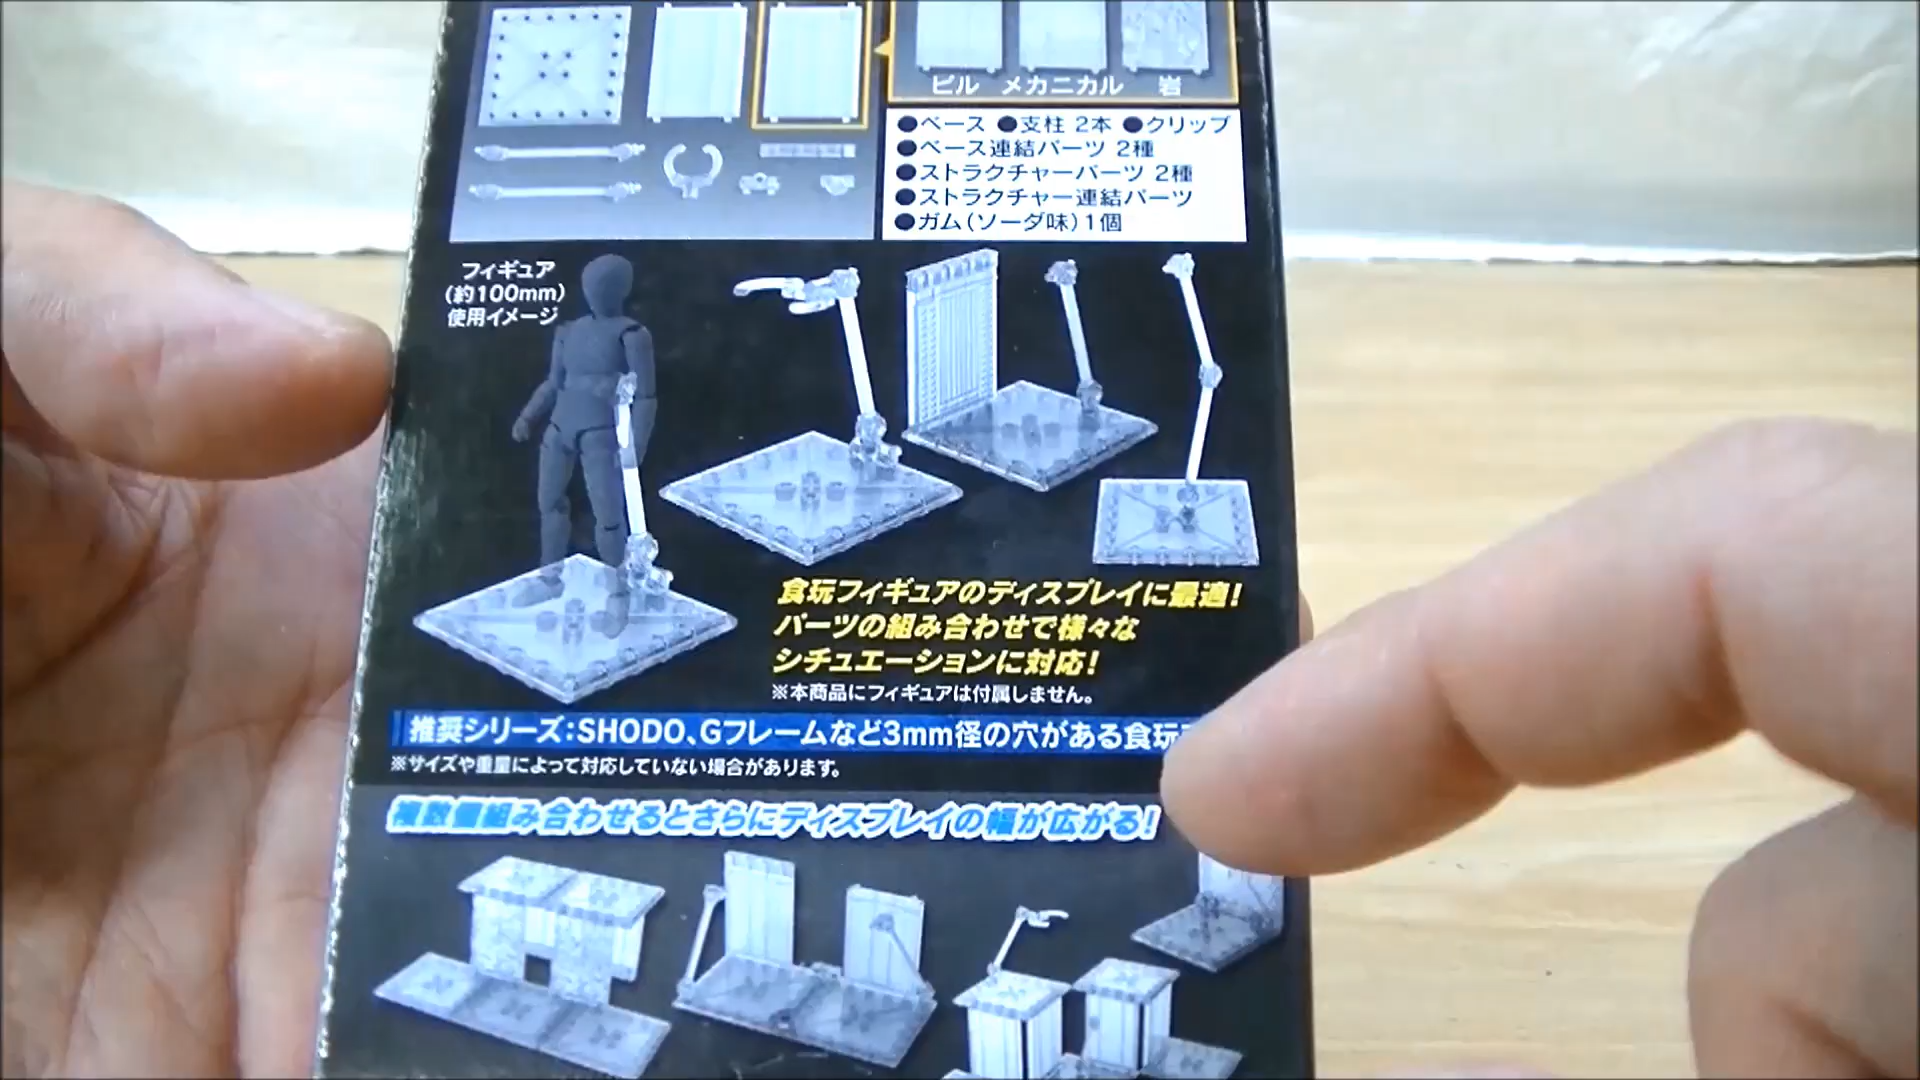 ビル メカニカル 岩
●ベース ●支柱 2本 ●クリップ
●ベース連結パーツ 2種
●ストラクチャーパーツ 2種
●ストラクチャー連結パーツ
●ガム(ソーダ味)1個
フィギュア
(約100mm)
使用イメージ
食玩フィギュアのディスプレイに最適!
パーツの組み合わせで様々な
シチュエーションに対応!
※本商品にフィギュアは付属しません。
推奨シリーズ:SHODO、Gフレームなど3mm径の穴がある食玩
※サイズや重量によって対応していない場合があります。
複数個組み合わせるとさらにディスプレイの幅が広がる!